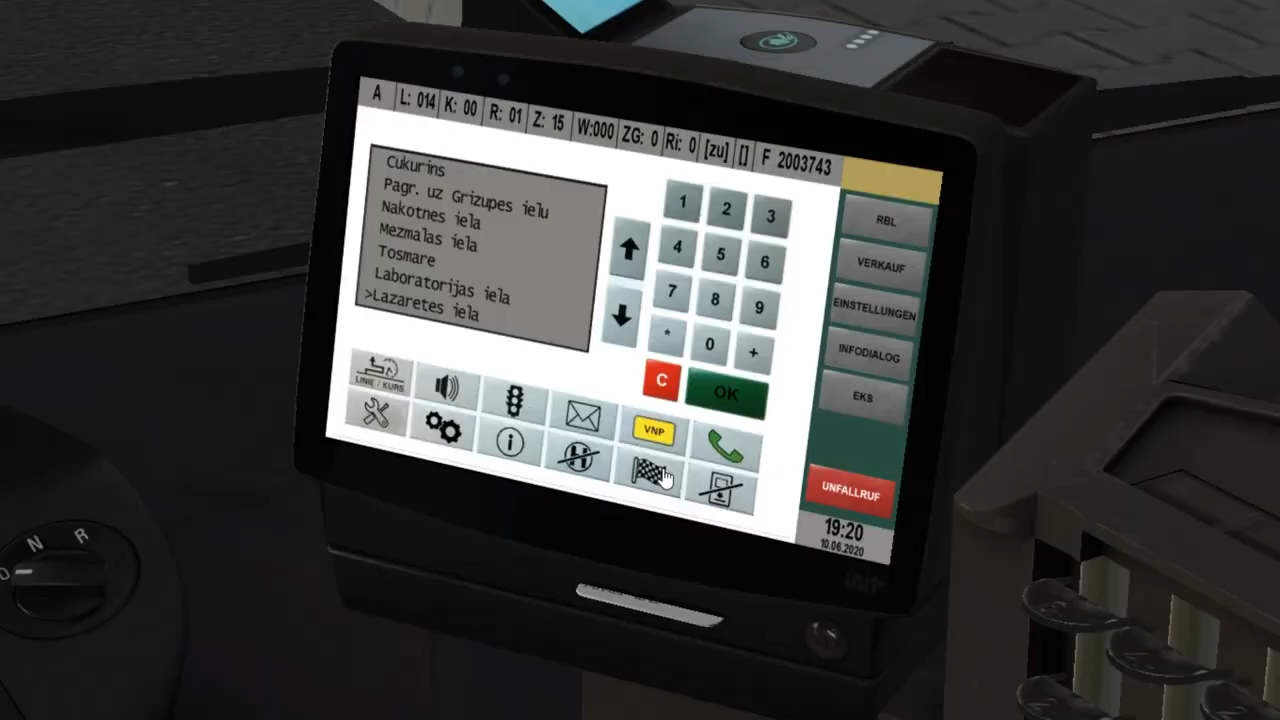 A L: 014 K: 00 R: 01 Z: 15 W:000 ZG: 0 Ri: 0 [zu] [] F 2003743
Cukurins
Pagr. uz Grizupes ielu
Nakotnes iela
Mezmalas iela
Tosmare
Laboratorijas iela
>Lazaretes iela
1 2 3
4 5 6
7 8 9
* 0 +
C OK
LINIE / KURS
VNP
RBL
VERKAUF
EINSTELLUNGEN
INFODIALOG
EKS
UNFALLRUF
19:20
10.06.2020
D N R